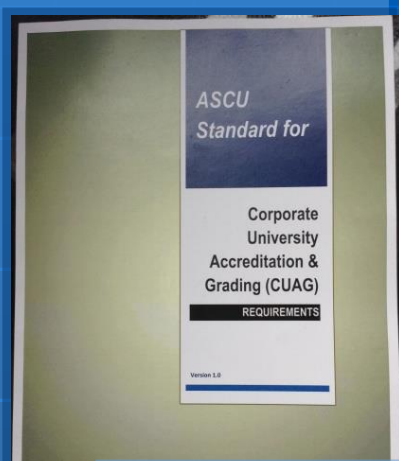 ASCU
Standard for
Corporate
University
Accreditation &
Grading (CUAG)
REQUIREMENTS
Version 1.0